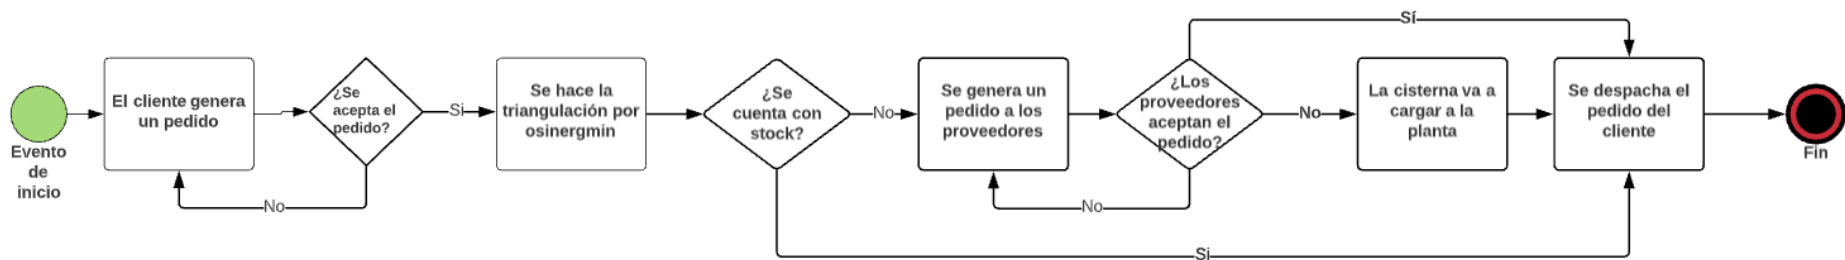 Sí
El cliente genera
un pedido
¿Se
acepta el
pedido?
Si
Se hace la
triangulación por
osinergmin
¿Se
cuenta con
stock?
No
Se genera un
pedido a los
proveedores
¿Los
proveedores
aceptan el
pedido?
No
La cisterna va a
cargar a la
planta
Se despacha el
pedido del
cliente
Evento
de
inicio
Fin
No
No
Si